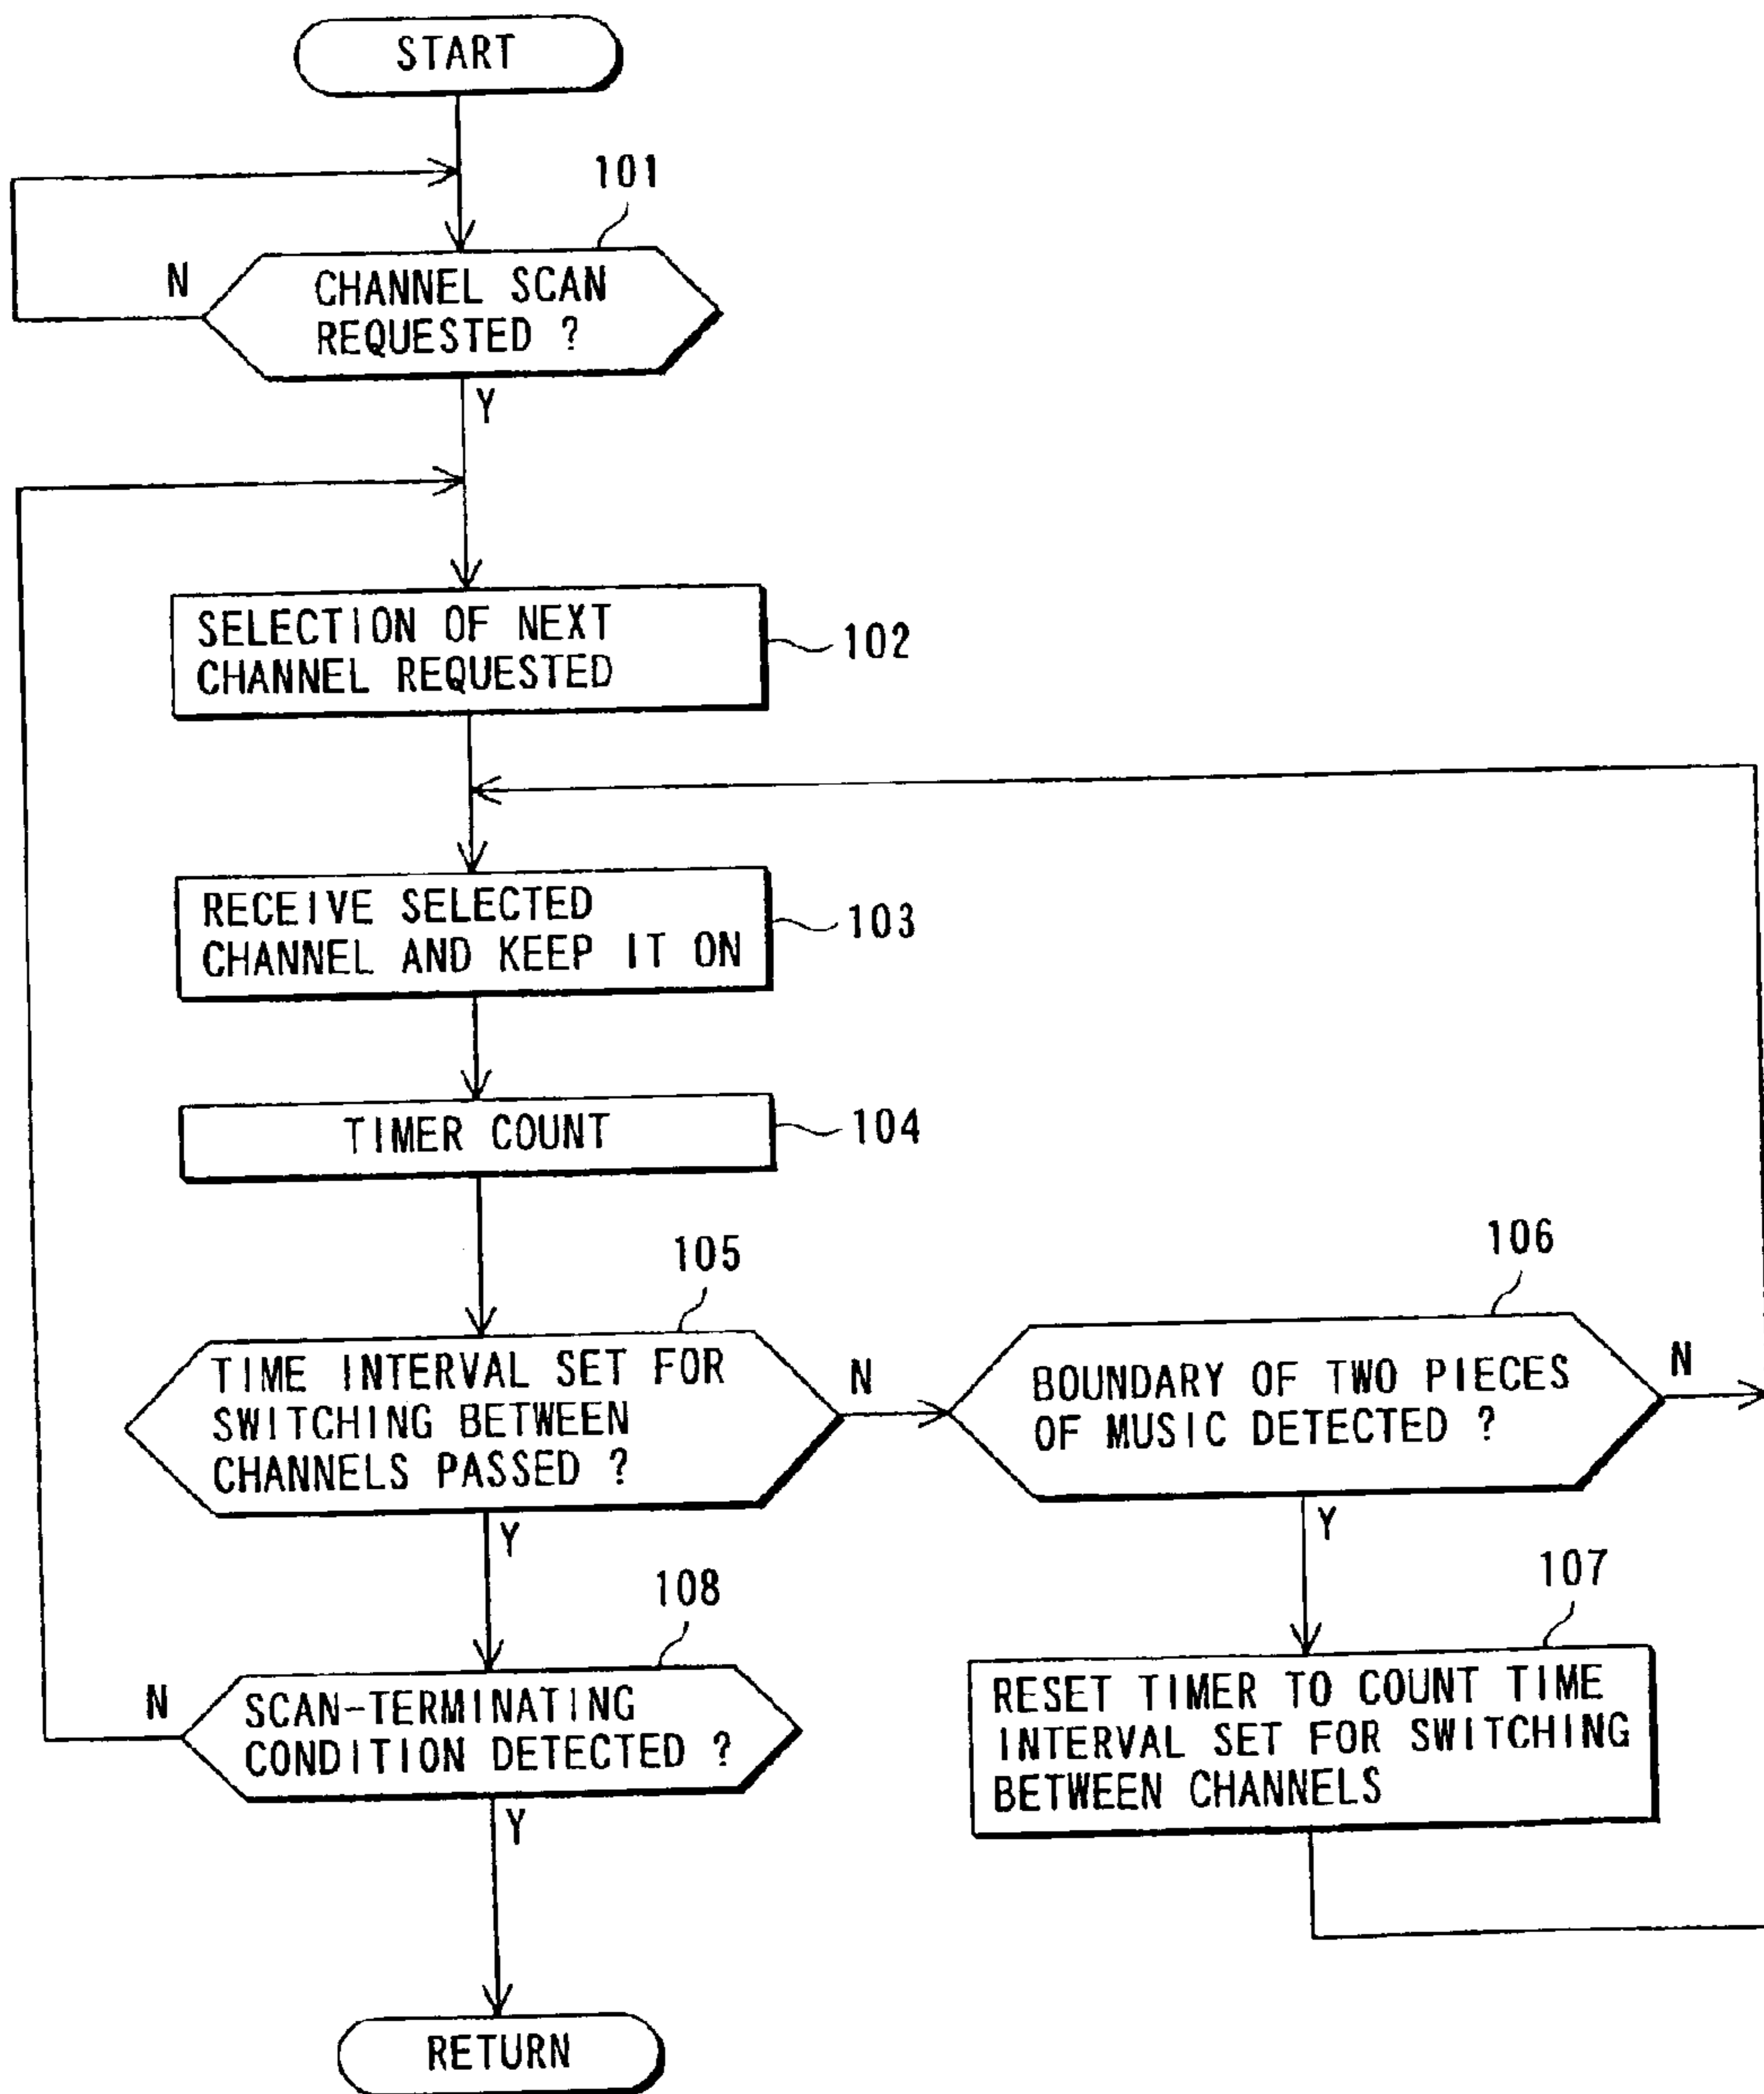 START
101
N
CHANNEL SCAN
REQUESTED ?
Y
SELECTION OF NEXT
CHANNEL REQUESTED
102
RECEIVE SELECTED
CHANNEL AND KEEP IT ON
103
TIMER COUNT
104
105
TIME INTERVAL SET FOR
SWITCHING BETWEEN
CHANNELS PASSED ?
N
Y
106
BOUNDARY OF TWO PIECES
OF MUSIC DETECTED ?
N
Y
107
RESET TIMER TO COUNT TIME
INTERVAL SET FOR SWITCHING
BETWEEN CHANNELS
108
N
SCAN-TERMINATING
CONDITION DETECTED ?
Y
RETURN